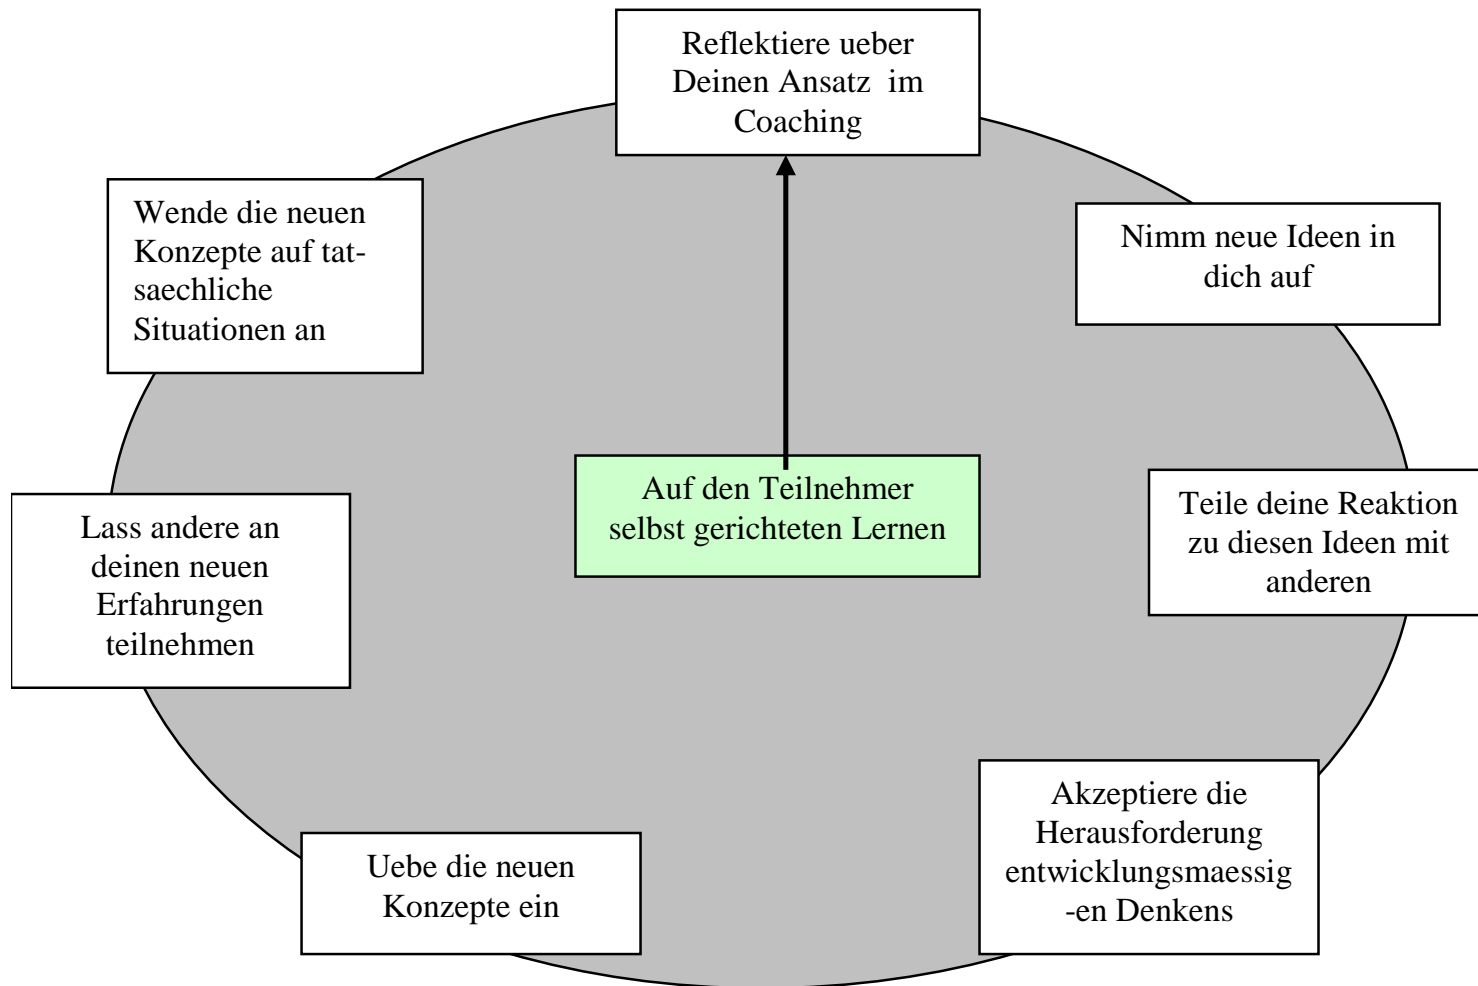 Reflektiere ueber
Deinen Ansatz im
Coaching
Nimm neue Ideen in
dich auf
Teile deine Reaktion
zu diesen Ideen mit
anderen
Akzeptiere die
Herausforderung
entwicklungsmaessig
-en Denkens
Uebe die neuen
Konzepte ein
Lass andere an
deinen neuen
Erfahrungen
teilnehmen
Wende die neuen
Konzepte auf tat-
saechliche
Situationen an
Auf den Teilnehmer
selbst gerichteten Lernen